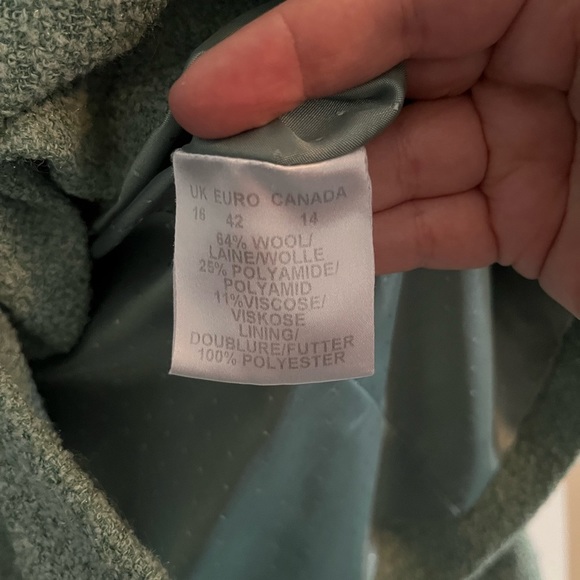 UK EURO CANADA
16 42 14
64% WOOL/
LAINE/WOLLE
25% POLYAMIDE/
POLYAMID
11%VISCOSE/
VISKOSE
LINING/
DOUBLURE/FUTTER
100% POLYESTER